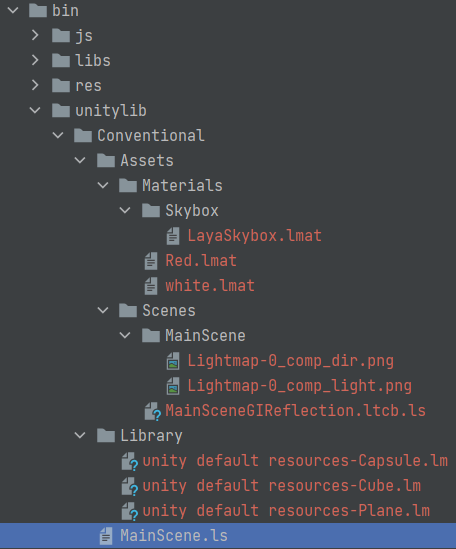 bin
js
libs
res
unitylib
Conventional
Assets
Materials
Skybox
LayaSkybox.lmat
Red.lmat
white.lmat
Scenes
MainScene
Lightmap-0_comp_dir.png
Lightmap-0_comp_light.png
MainSceneGIReflection.ltcb.ls
Library
unity default resources-Capsule.lm
unity default resources-Cube.lm
unity default resources-Plane.lm
MainScene.ls